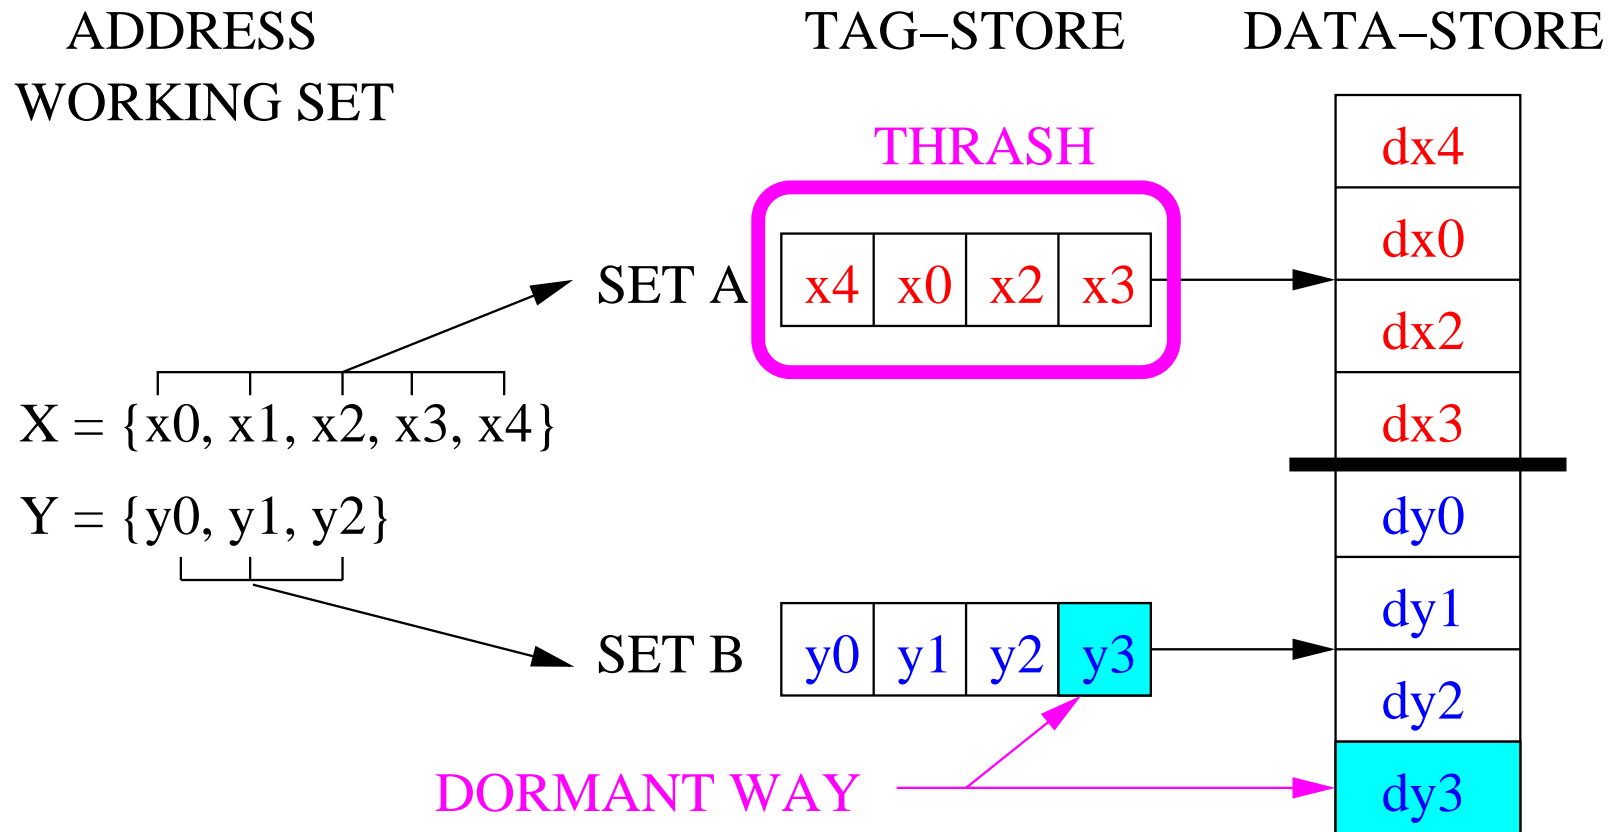 ADDRESS
WORKING SET
TAG–STORE
DATA–STORE
THRASH
SET A
x4 x0 x2 x3
X = {x0, x1, x2, x3, x4}
Y = {y0, y1, y2}
SET B
y0 y1 y2 y3
DORMANT WAY
dx4
dx0
dx2
dx3
dy0
dy1
dy2
dy3